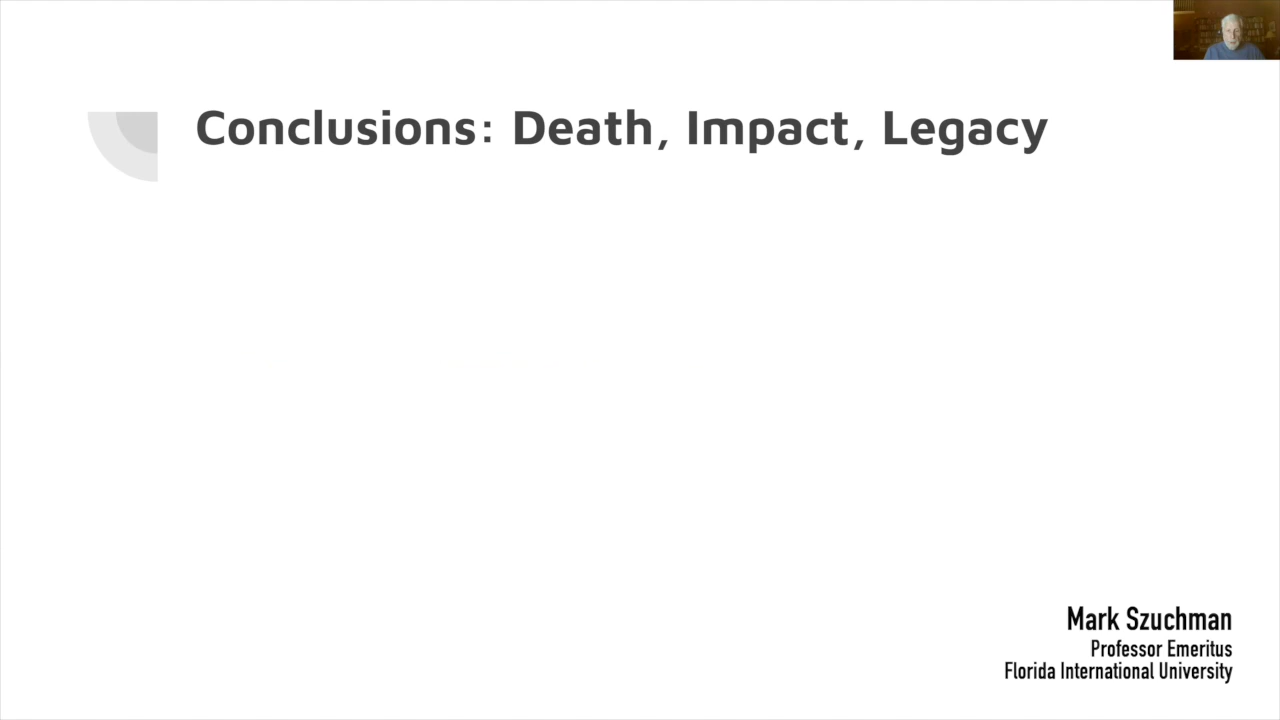 Conclusions: Death, Impact, Legacy
Mark Szuchman
Professor Emeritus
Florida International University